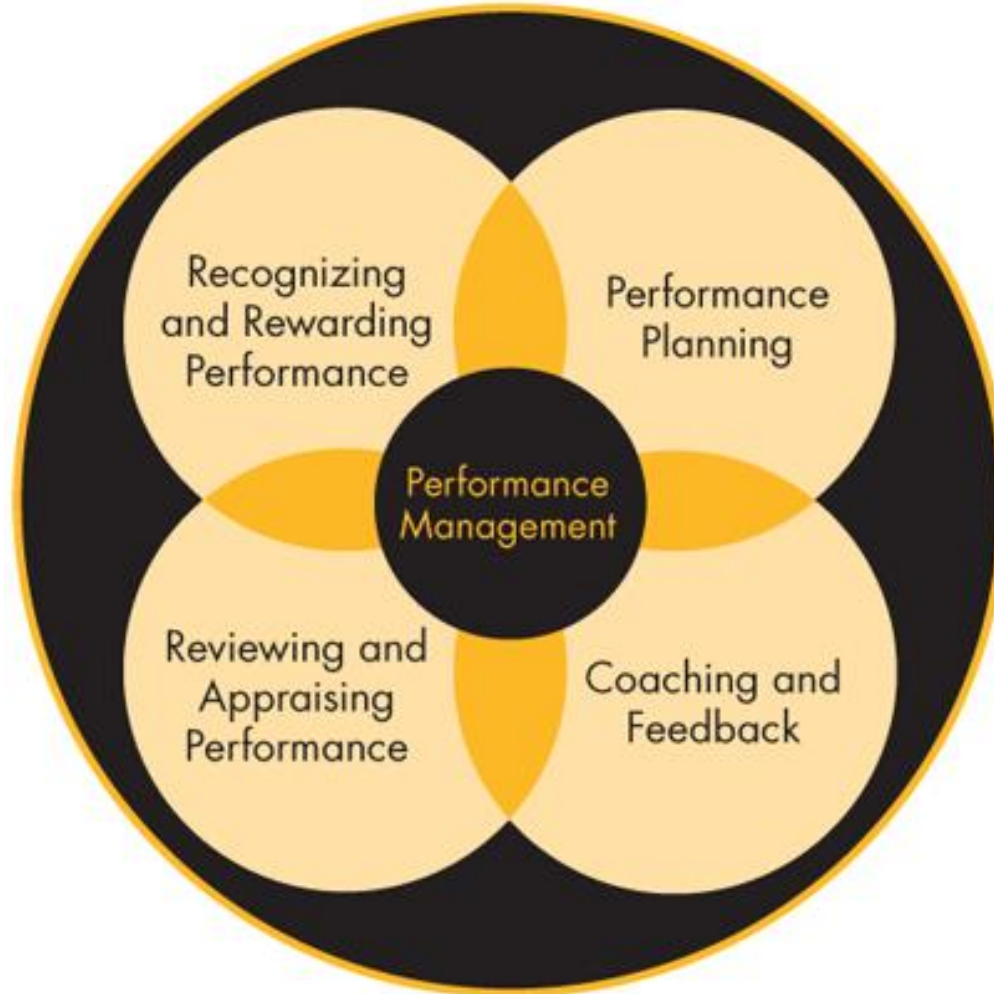 Recognizing
and Rewarding
Performance
Performance
Planning
Performance
Management
Reviewing and
Appraising
Performance
Coaching and
Feedback